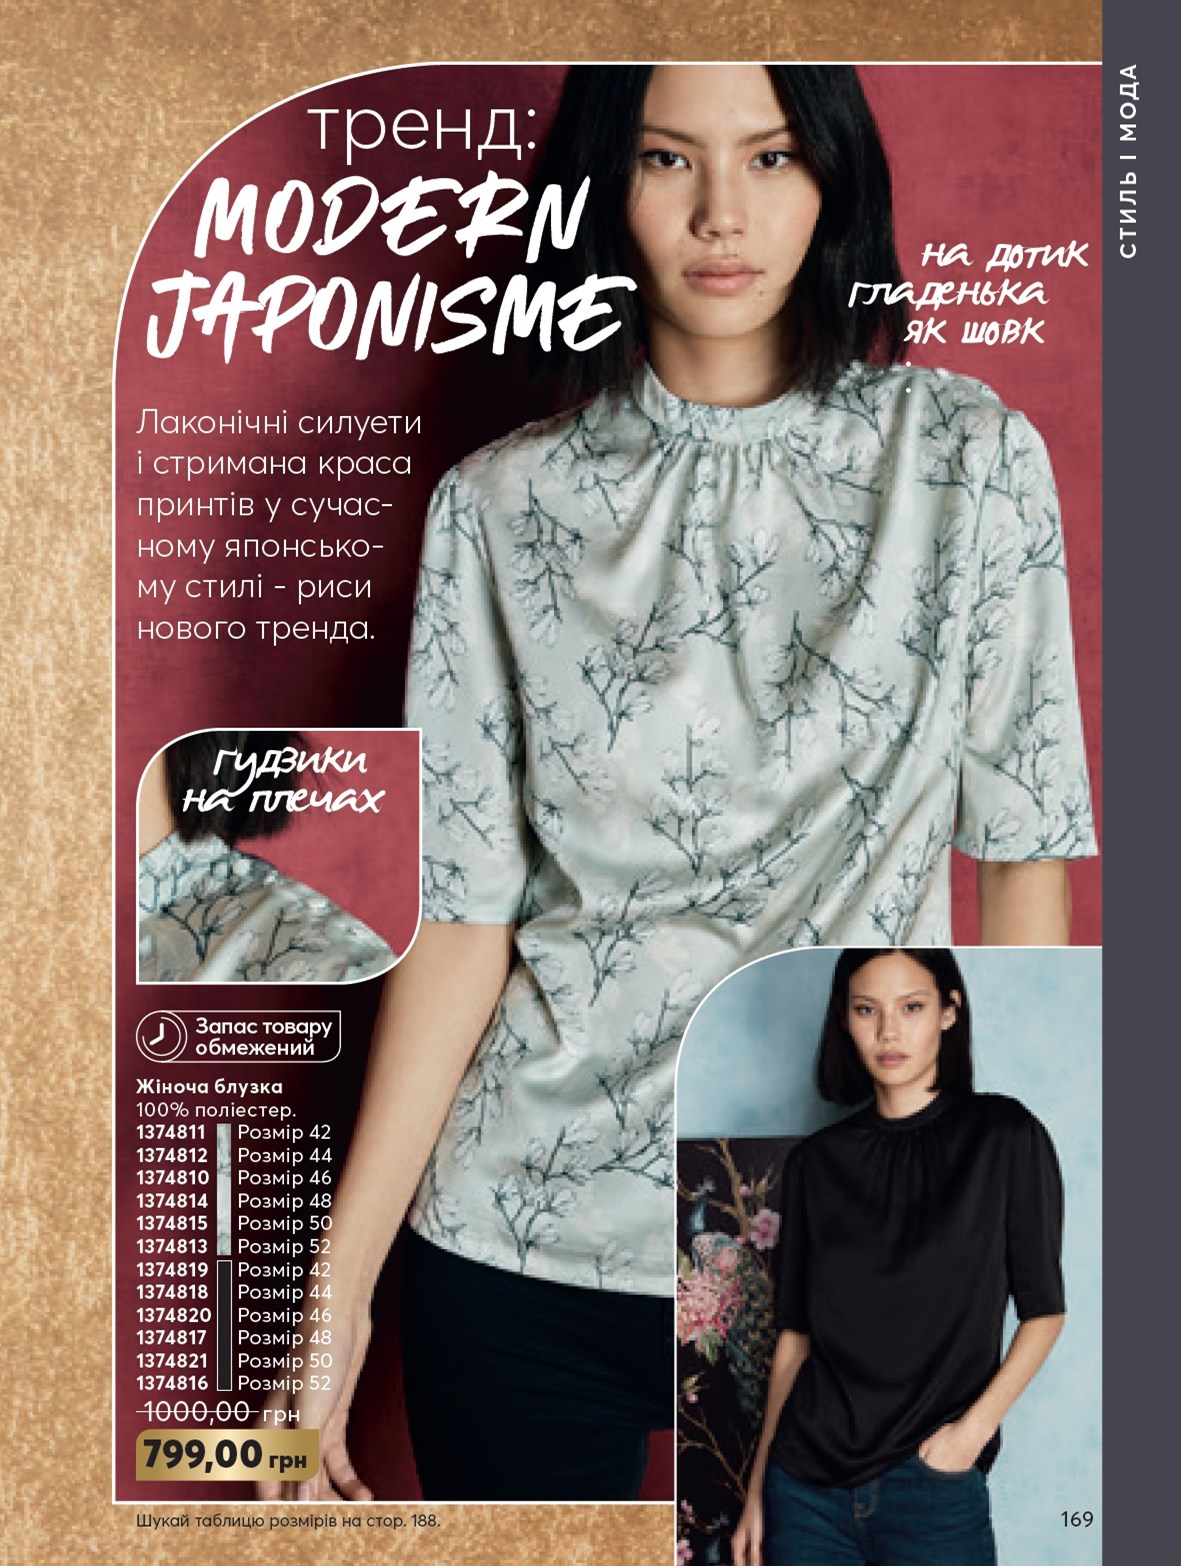 СТИЛЬ І МОДА
тренд:
MODERN
JAPONISME
на дотик
гладенька
як шовк
Лаконічні силуети
і стримана краса
принтів у сучас-
ному японсько-
му стилі - риси
нового тренда.
ґудзики
на плечах
Запас товару
обмежений
Жіноча блузка
100% поліестер.
1374811 Розмір 42
1374812 Розмір 44
1374810 Розмір 46
1374814 Розмір 48
1374815 Розмір 50
1374813 Розмір 52
1374819 Розмір 42
1374818 Розмір 44
1374820 Розмір 46
1374817 Розмір 48
1374821 Розмір 50
1374816 Розмір 52
1000,00 грн
799,00 грн
Шукай таблицю розмірів на стор. 188.
169